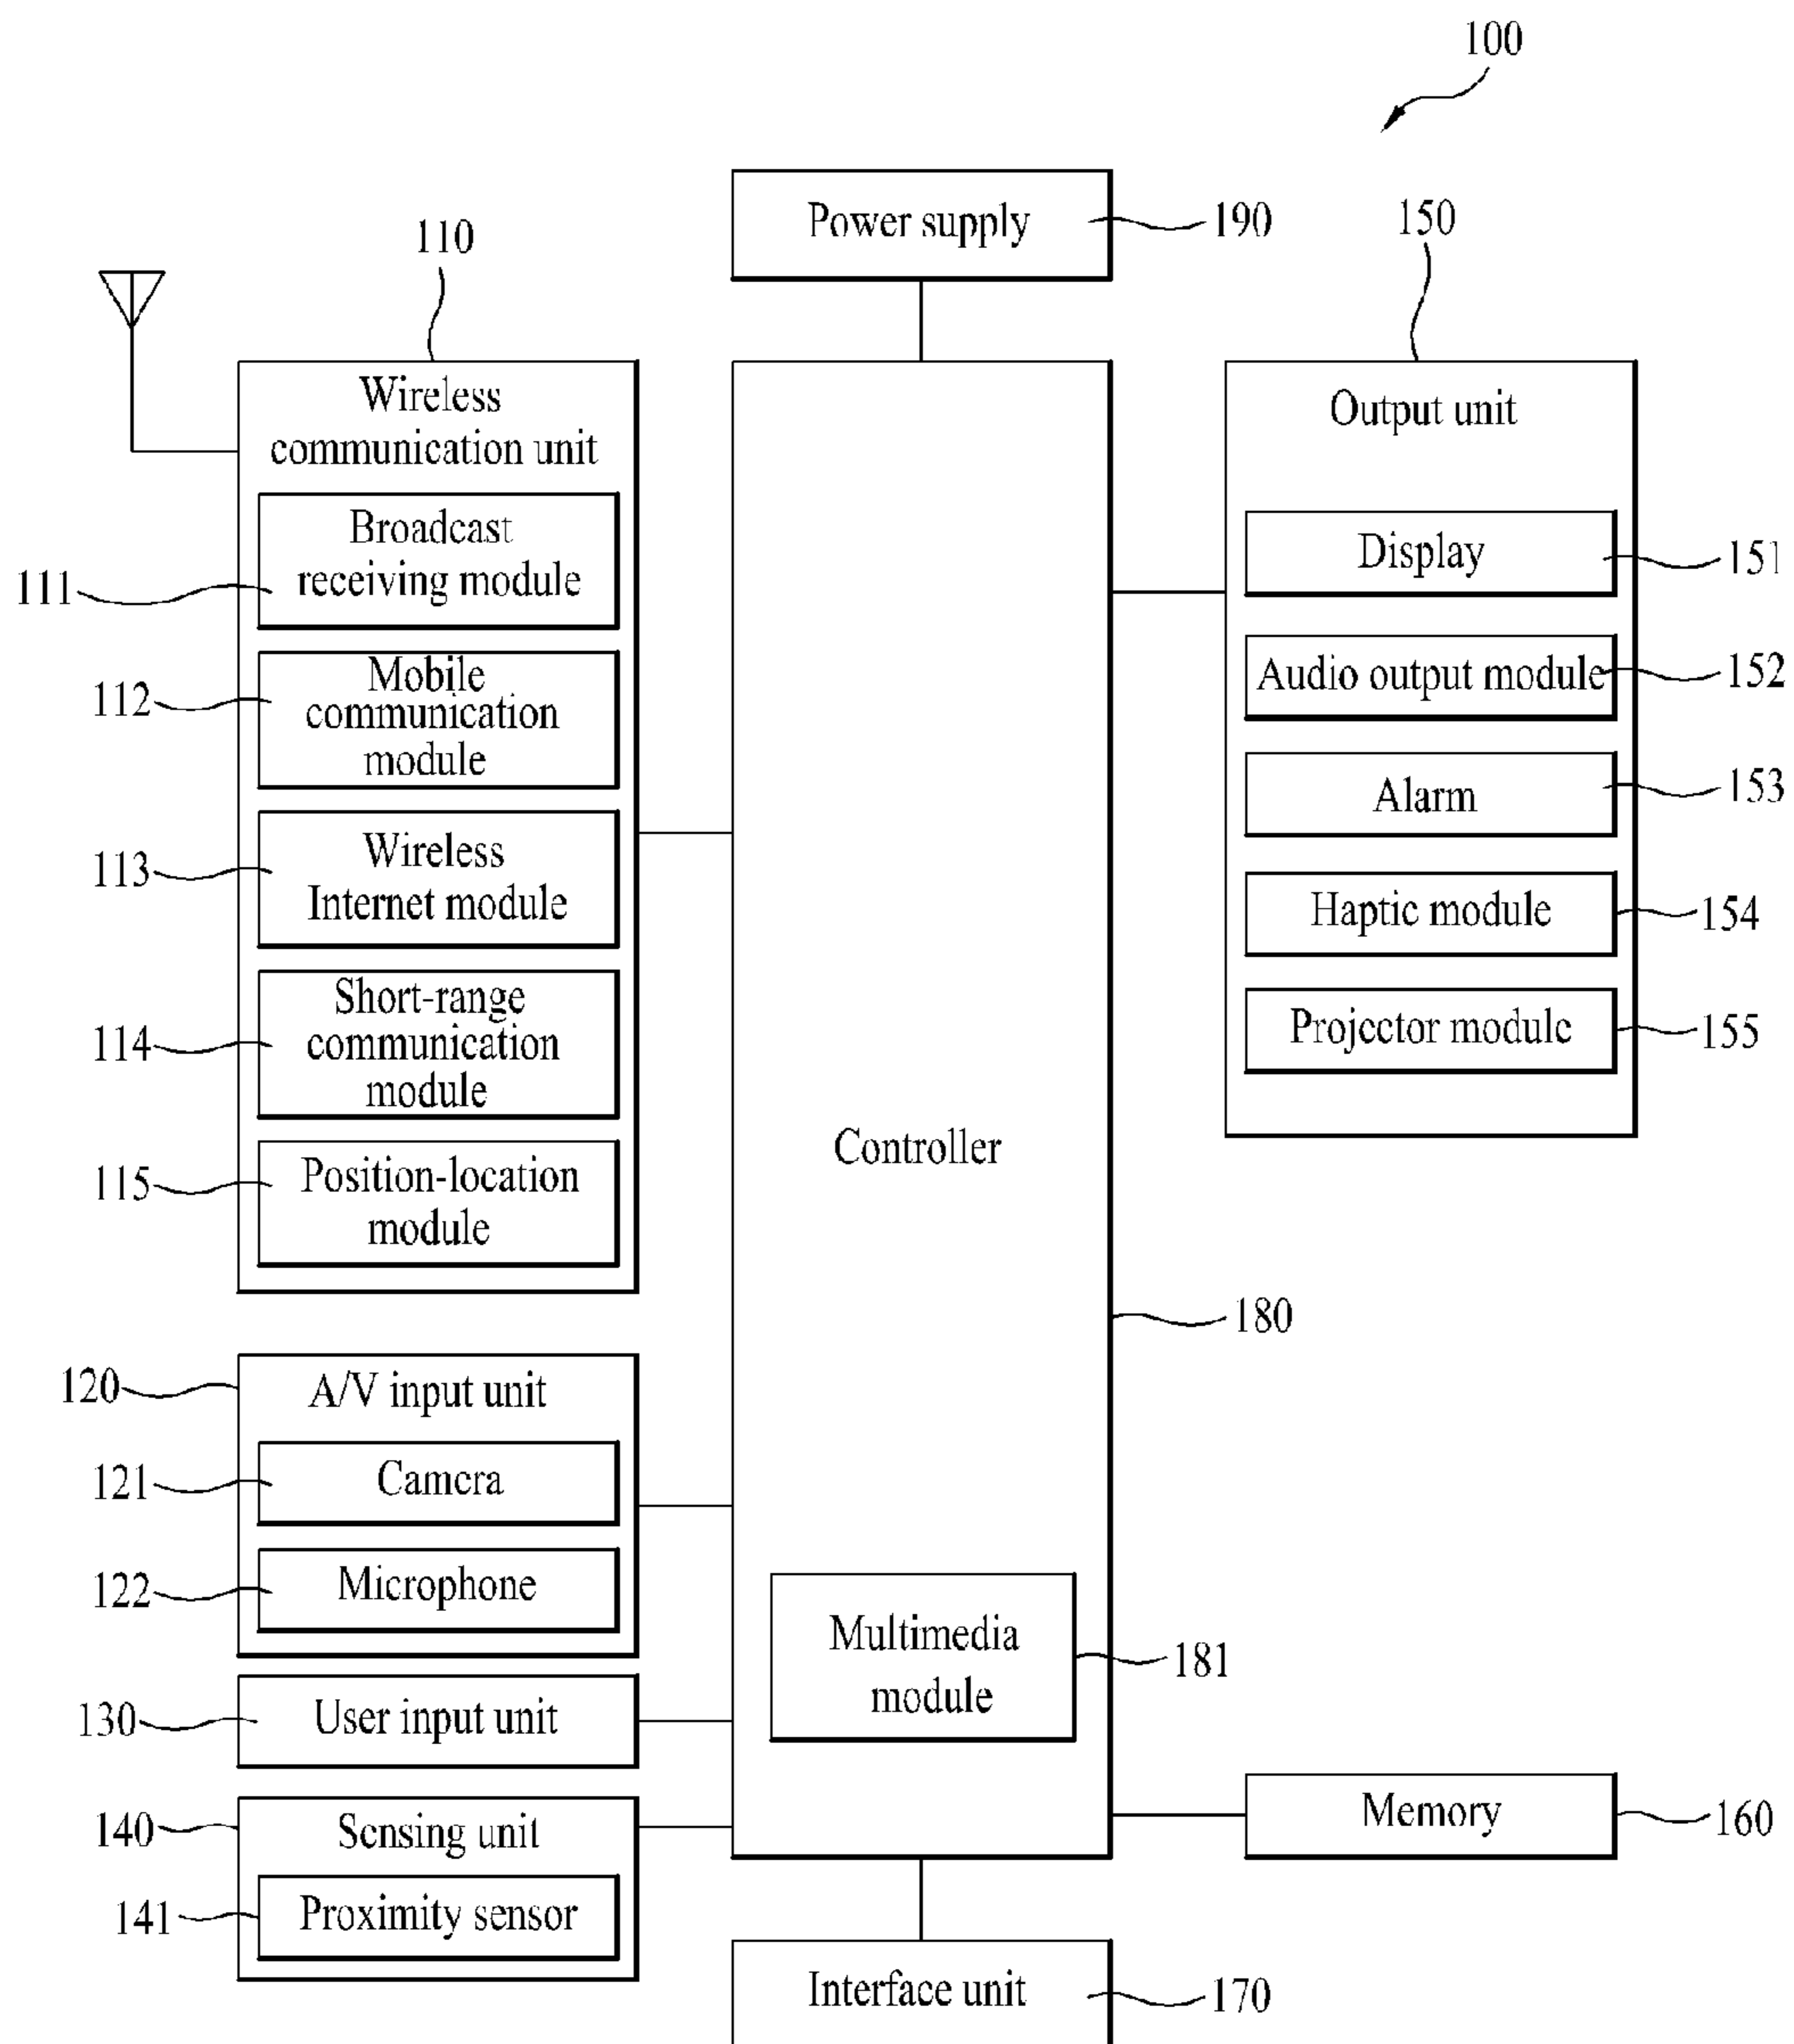 100
Power supply
190
110
150
Wireless
communication unit
Output unit
Broadcast
receiving module
111
Display
151
Mobile
communication
module
112
Audio output module
152
Alarm
153
Wireless
Internet module
113
Haptic module
154
Short-range
communication
module
114
Projector module
155
Controller
Position-location
module
115
180
120
A/V input unit
121
Camera
122
Microphone
Multimedia
module
181
130
User input unit
140
Sensing unit
Memory
160
141
Proximity sensor
Interface unit
170